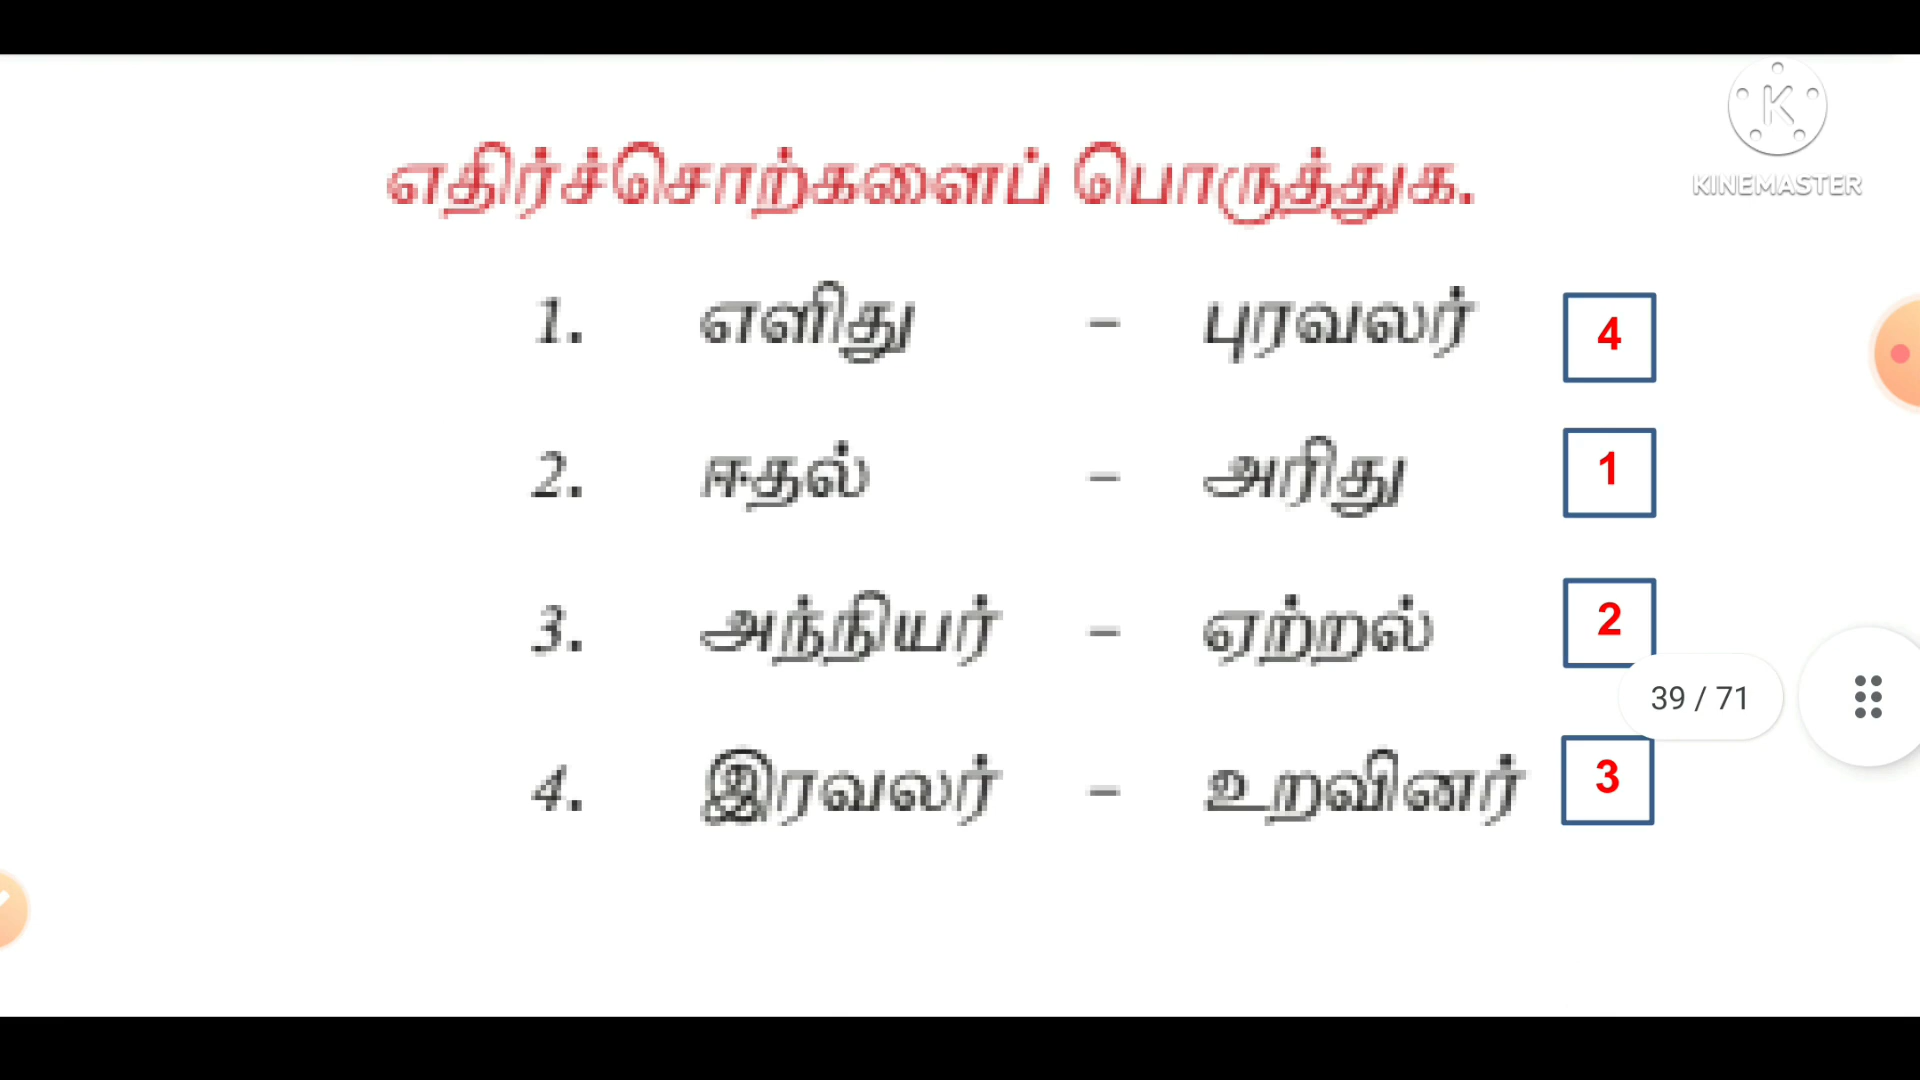 KINEMASTER
எதிர்ச்சொற்களைப் பொருத்துக.
1. எளிது – புரவலர் 4
2. ஈதல் – அரிது 1
3. அந்நியர் – ஏற்றல் 2
39 / 71
4. இரவலர் – உறவினர் 3